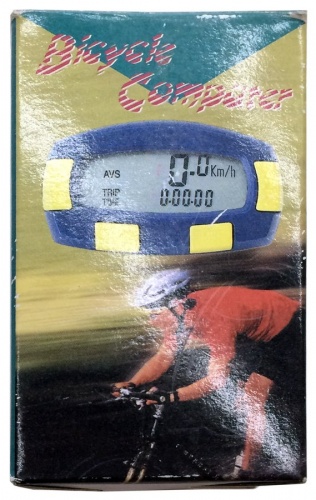 Bicycle
Computer
AVS
0.0 Km/h
TRIP
TIME
0:00:00